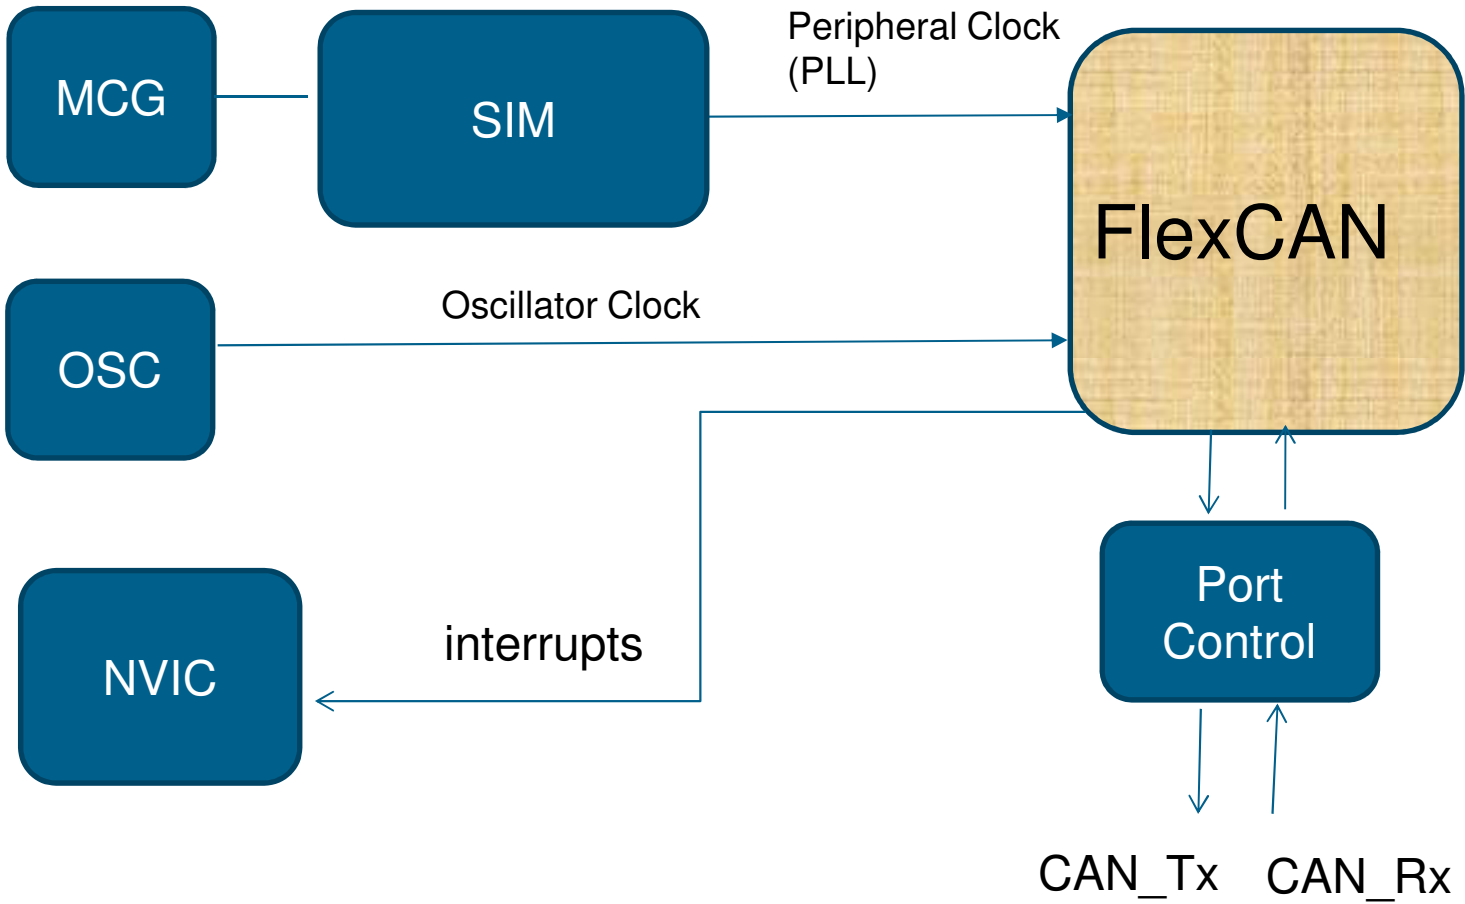 MCG
SIM
Peripheral Clock
(PLL)
FlexCAN
OSC
Oscillator Clock
NVIC
interrupts
Port
Control
CAN_Tx
CAN_Rx